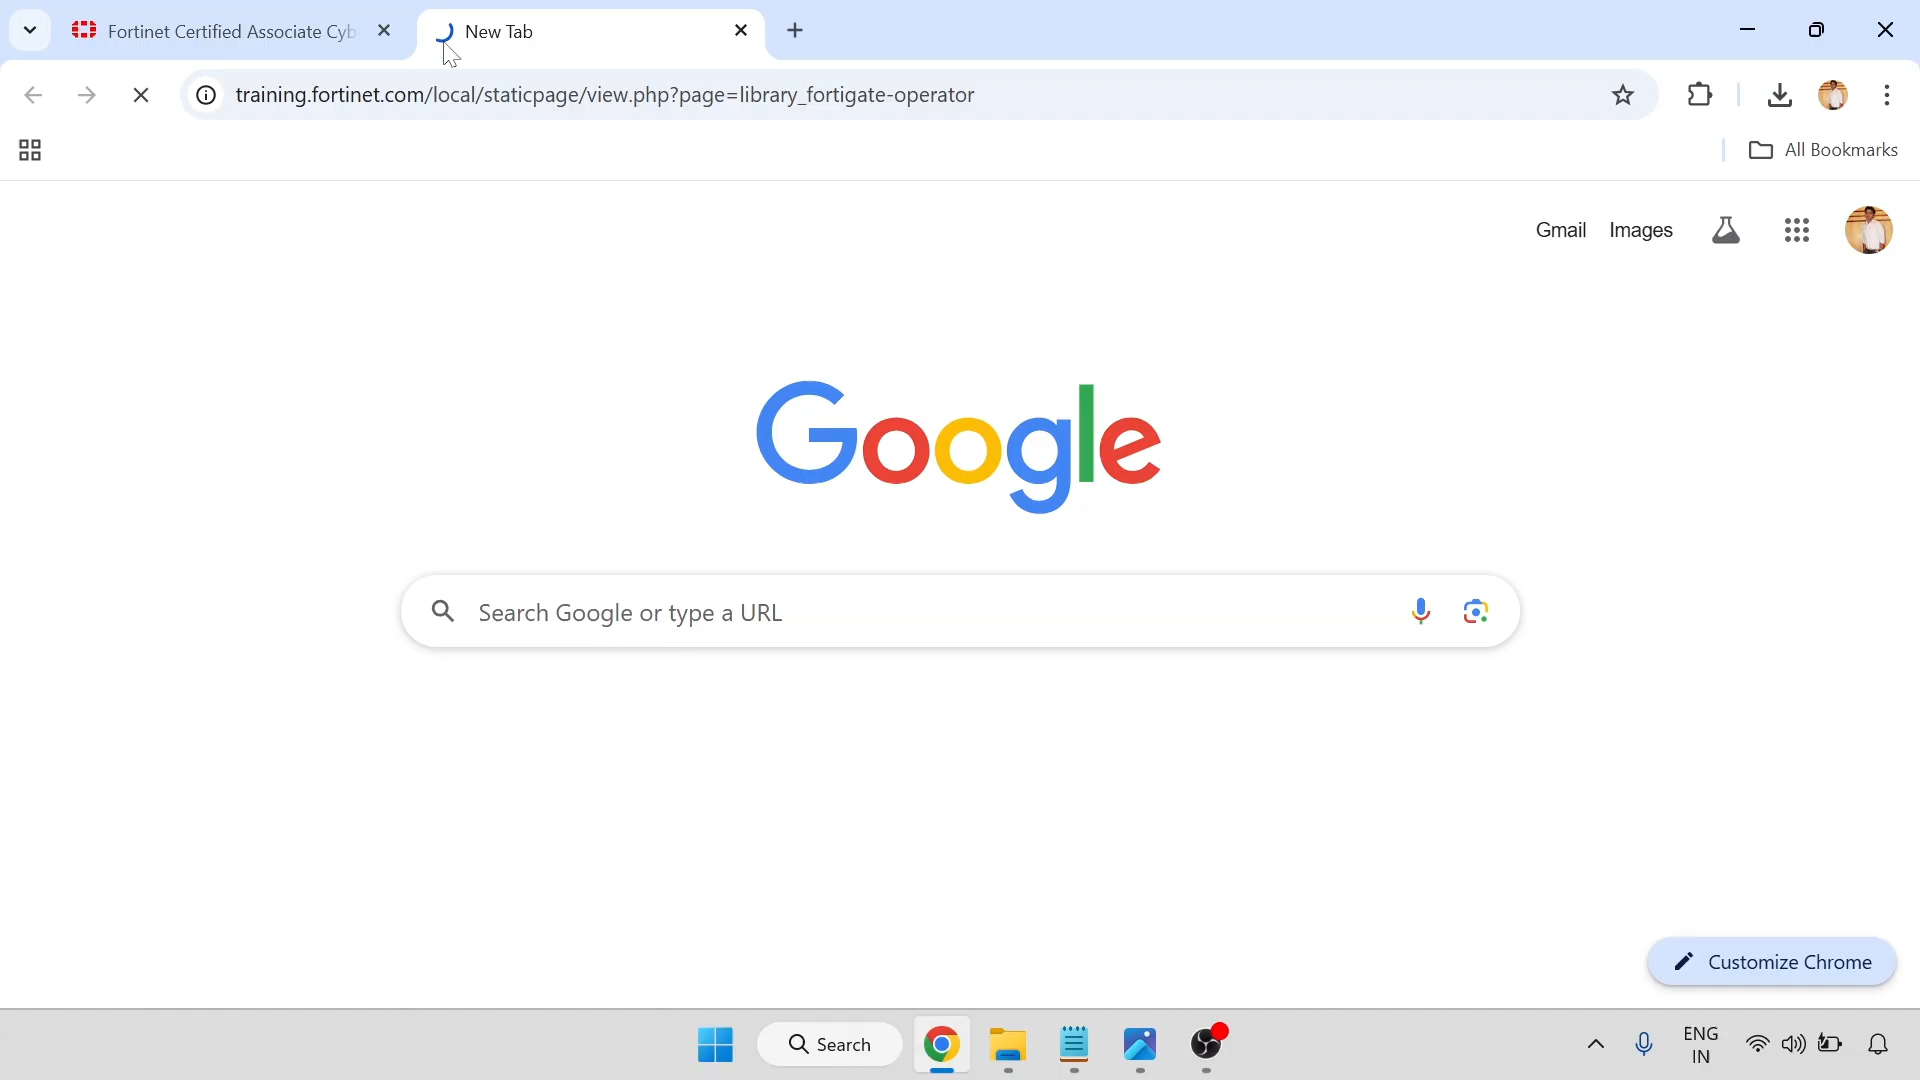 Fortinet Certified Associate Cyb
New Tab
training.fortinet.com/local/staticpage/view.php?page=library_fortigate-operator
All Bookmarks
Gmail
Images
Google
Search Google or type a URL
Customize Chrome
Search
ENG
IN